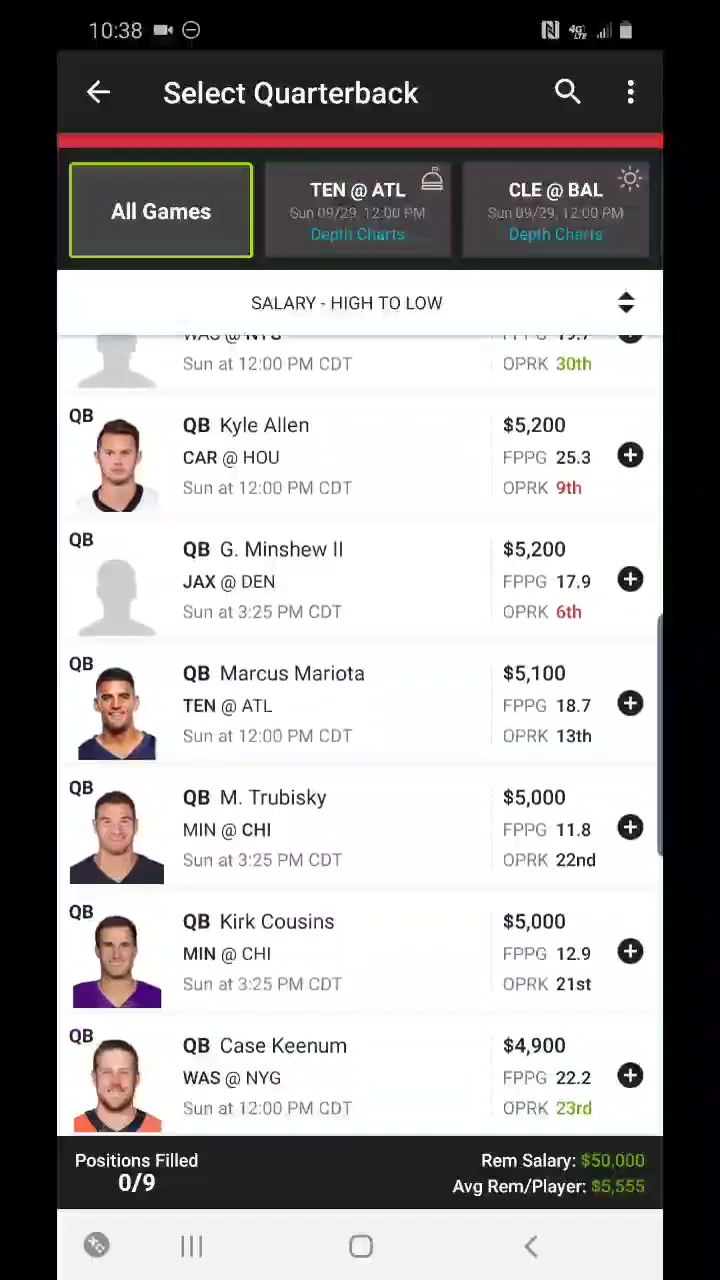 10:38
4G LTE
Select Quarterback
All Games
TEN @ ATL
Sun 09/29, 12:00 PM
Depth Charts
CLE @ BAL
Sun 09/29, 12:00 PM
Depth Charts
SALARY - HIGH TO LOW
WAS @ NYG
FPPG 19.7
Sun at 12:00 PM CDT
OPRK 30th
QB
QB Kyle Allen
$5,200
CAR @ HOU
FPPG 25.3
Sun at 12:00 PM CDT
OPRK 9th
QB
QB G. Minshew II
$5,200
JAX @ DEN
FPPG 17.9
Sun at 3:25 PM CDT
OPRK 6th
QB
QB Marcus Mariota
$5,100
TEN @ ATL
FPPG 18.7
Sun at 12:00 PM CDT
OPRK 13th
QB
QB M. Trubisky
$5,000
MIN @ CHI
FPPG 11.8
Sun at 3:25 PM CDT
OPRK 22nd
QB
QB Kirk Cousins
$5,000
MIN @ CHI
FPPG 12.9
Sun at 3:25 PM CDT
OPRK 21st
QB
QB Case Keenum
$4,900
WAS @ NYG
FPPG 22.2
Sun at 12:00 PM CDT
OPRK 23rd
Positions Filled
0/9
Rem Salary: $50,000
Avg Rem/Player: $5,555